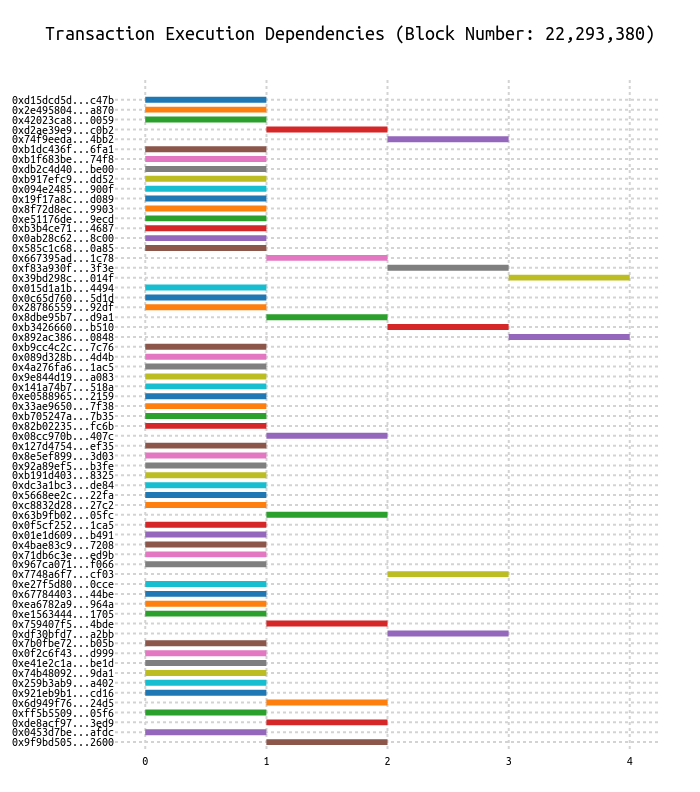 Transaction Execution Dependencies (Block Number: 22,293,380)
0xd15dcd5d...c47b
0x2e495804...a870
0x42023ca8...0059
0xd2ae39e9...c0b2
0x74f9eeda...4bb2
0xb1dc436f...6fa1
0xb1f683be...74f8
0xdb2c4d40...be00
0xb917efc9...dd52
0x094e2485...900f
0x19f17a8c...d089
0x8f72d8ec...9903
0xe51176de...9ecd
0xb3b4ce71...4687
0x0ab28c62...8c00
0x585c1c68...0a85
0x667395ad...1c78
0xf83a930f...3f3e
0x39bd298c...014f
0x015d1a1b...4494
0x0c65d760...5d1d
0x28786559...92df
0x8dbe95b7...d9a1
0xb3426660...b510
0x892ac386...0848
0xb9cc4c2c...7c76
0x089d328b...4d4b
0x4a276fa6...1ac5
0x9e844d19...a083
0x141a74b7...518a
0xe0588965...2159
0x33ae9650...7f38
0xb705247a...7b35
0x82b02235...fc6b
0x08cc970b...407c
0x127d4754...ef35
0x8e5ef899...3d03
0x92a89ef5...b3fe
0xb191d403...8325
0xdc3a1bc3...de84
0x5668ee2c...22fa
0xc8832d28...27c2
0x63b9fb02...05fc
0x0f5cf252...1ca5
0x01e1d609...b491
0x4bae83c9...7208
0x71db6c3e...ed9b
0x967ca071...f066
0x7748a6f7...cf03
0xe27f5d80...0cce
0x67784403...44be
0xea6782a9...964a
0xe1563444...1705
0x759407f5...4bde
0xdf30bfd7...a2bb
0x7b0fbe72...b05b
0x0f2c6f43...d999
0xe41e2c1a...be1d
0x74b48092...9da1
0x259b3ab9...a402
0x921eb9b1...cd16
0x6d949f76...24d5
0xff5b5509...05f6
0xde8acf97...3ed9
0x0453d7be...afdc
0x9f9bd505...2600
0 1 2 3 4